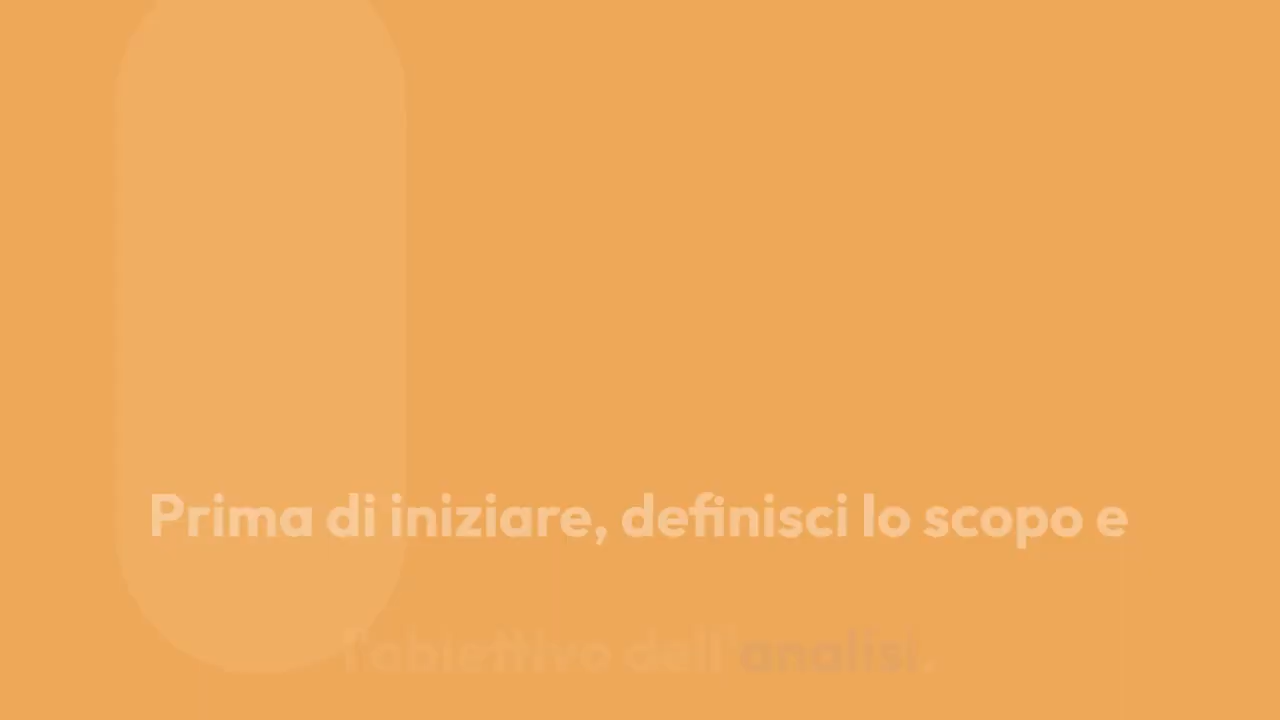 Prima di iniziare, definisci lo scopo e
l'obiettivo dell'analisi.